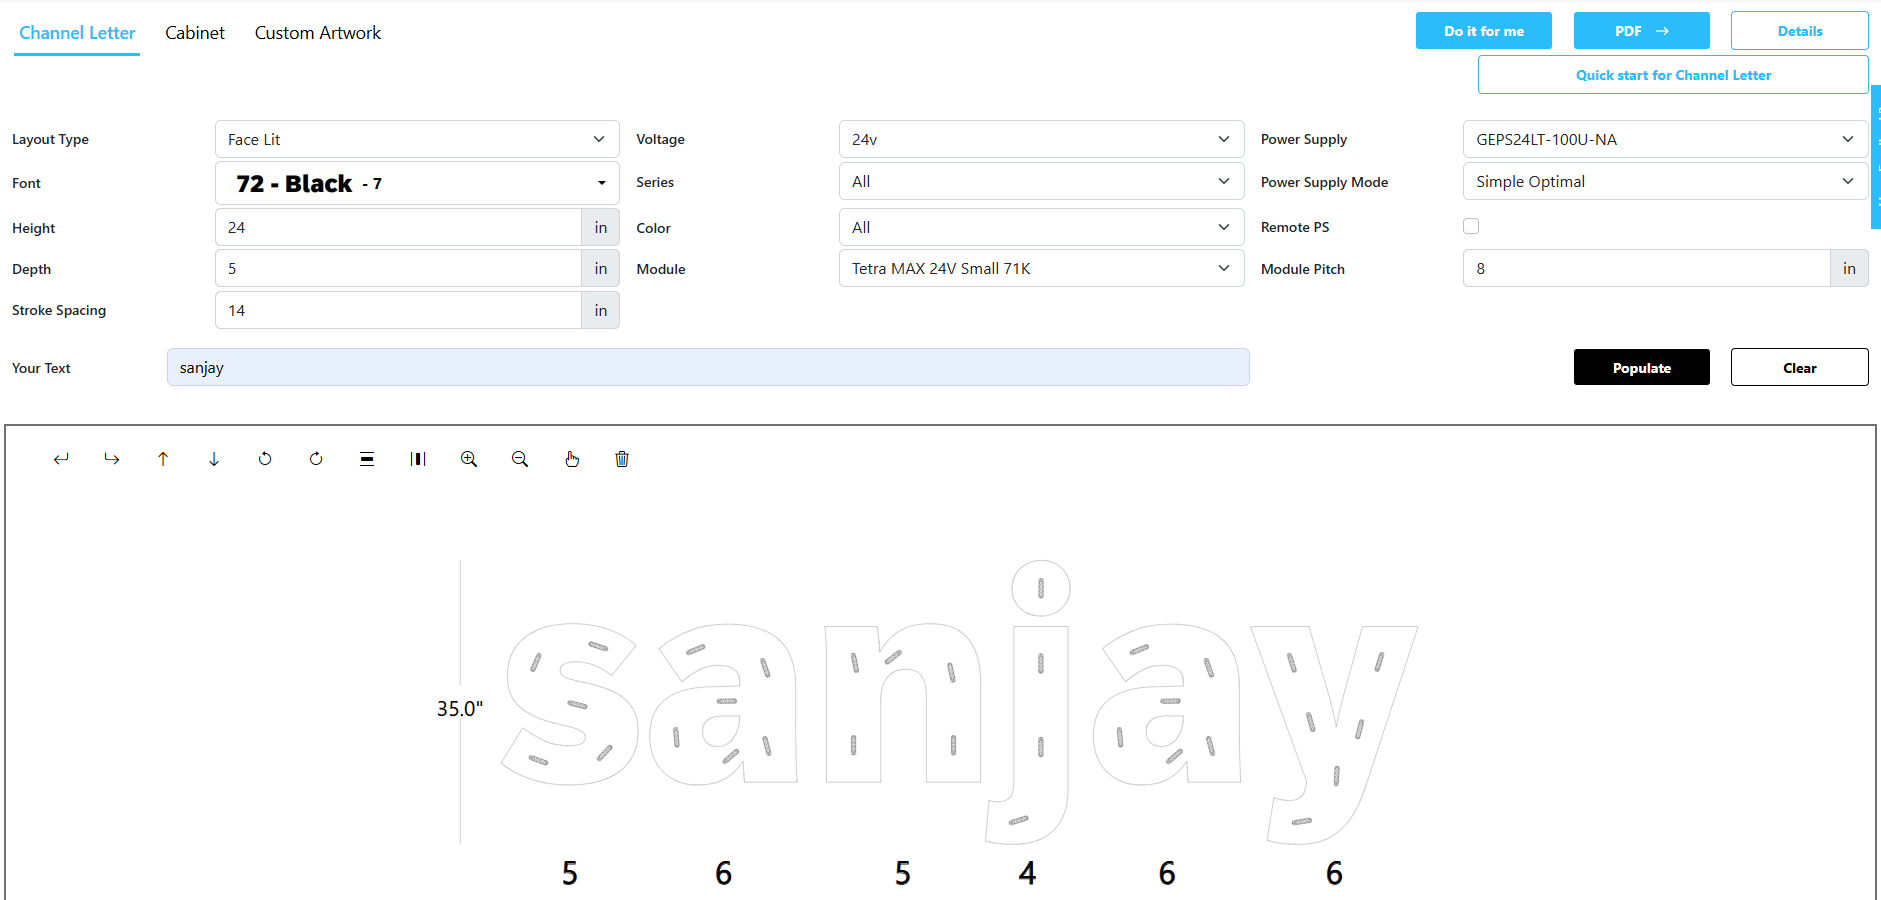 Channel Letter Cabinet Custom Artwork Do it for me PDF → Details
Quick start for Channel Letter
Layout Type Face Lit Voltage 24v Power Supply GEPS24LT-100U-NA
Font 72 - Black - 7 Series All Power Supply Mode Simple Optimal
Height 24 in Color All Remote PS
Depth 5 in Module Tetra MAX 24V Small 71K Module Pitch 8 in
Stroke Spacing 14 in
Your Text sanjay Populate Clear
35.0" sanjay
5 6 5 4 6 6